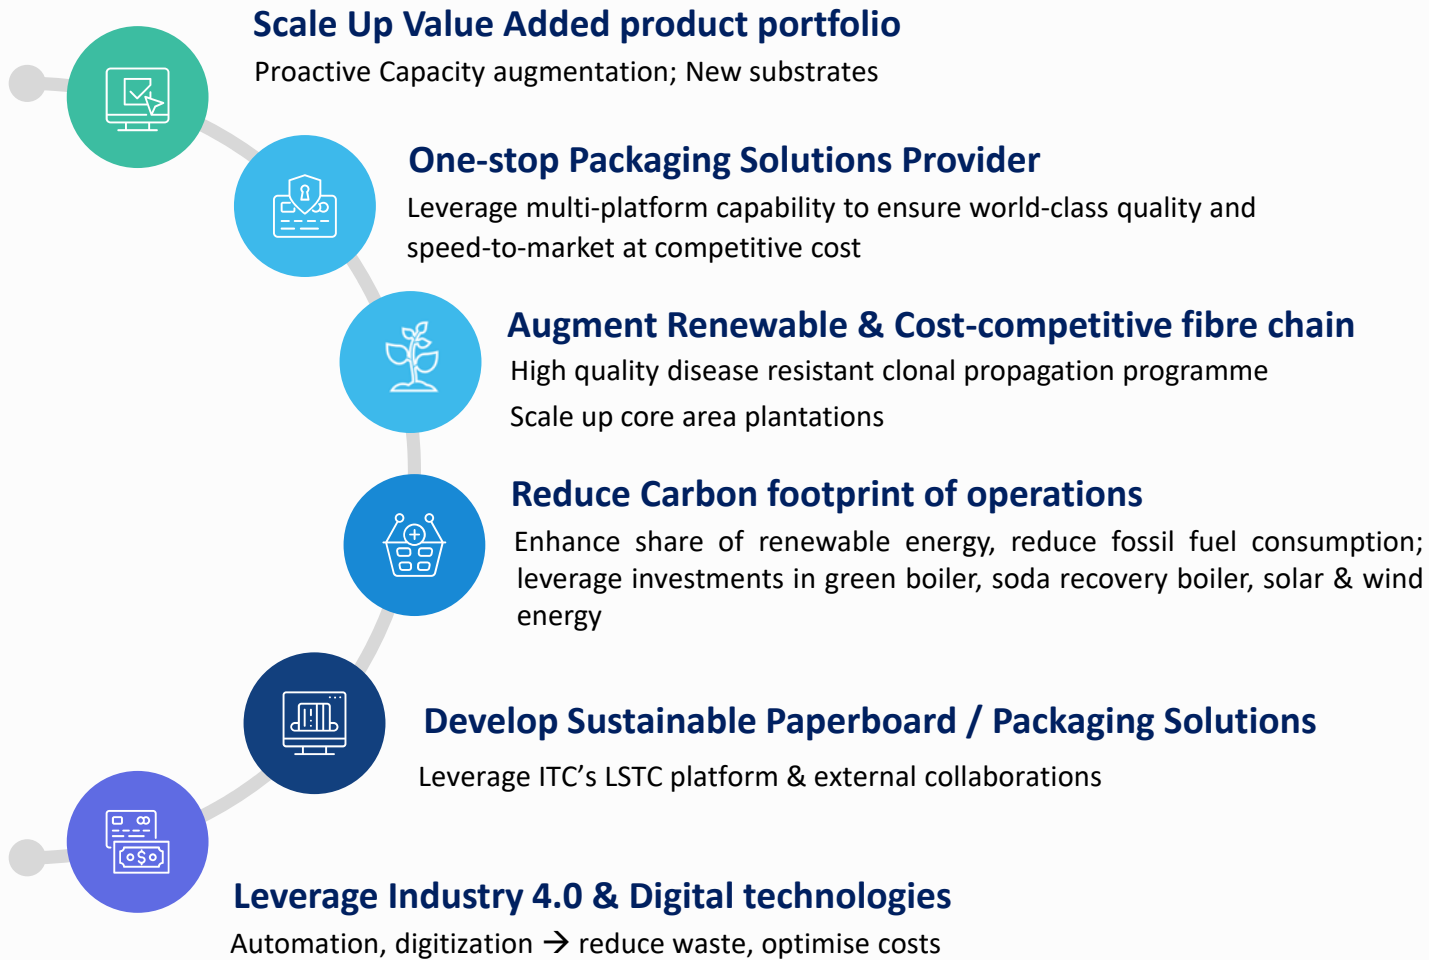 Scale Up Value Added product portfolio
Proactive Capacity augmentation; New substrates
One-stop Packaging Solutions Provider
Leverage multi-platform capability to ensure world-class quality and
speed-to-market at competitive cost
Augment Renewable & Cost-competitive fibre chain
High quality disease resistant clonal propagation programme
Scale up core area plantations
Reduce Carbon footprint of operations
Enhance share of renewable energy, reduce fossil fuel consumption;
leverage investments in green boiler, soda recovery boiler, solar & wind
energy
Develop Sustainable Paperboard / Packaging Solutions
Leverage ITC’s LSTC platform & external collaborations
Leverage Industry 4.0 & Digital technologies
Automation, digitization → reduce waste, optimise costs